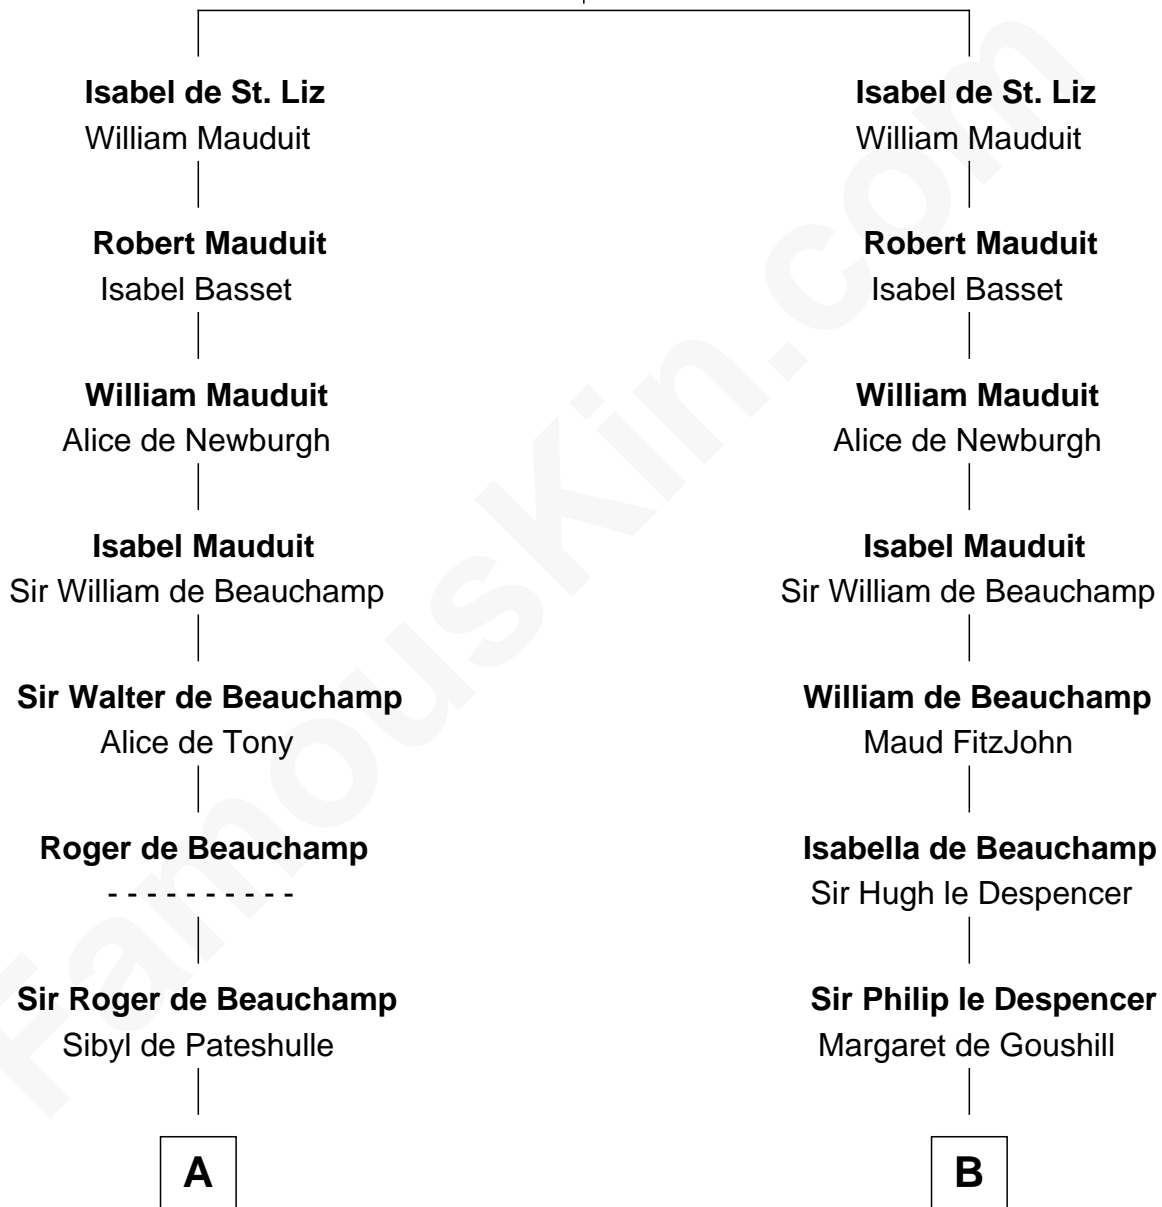 Isabel de St. Liz
William Mauduit
Robert Mauduit
Isabel Basset
William Mauduit
Alice de Newburgh
Isabel Mauduit
Sir William de Beauchamp
Sir Walter de Beauchamp
Alice de Tony
Roger de Beauchamp
- - - - - - - - - -
Sir Roger de Beauchamp
Sibyl de Pateshulle
A
Isabel de St. Liz
William Mauduit
Robert Mauduit
Isabel Basset
William Mauduit
Alice de Newburgh
Isabel Mauduit
Sir William de Beauchamp
William de Beauchamp
Maud FitzJohn
Isabella de Beauchamp
Sir Hugh le Despencer
Sir Philip le Despencer
Margaret de Goushill
B
FamousKin.com